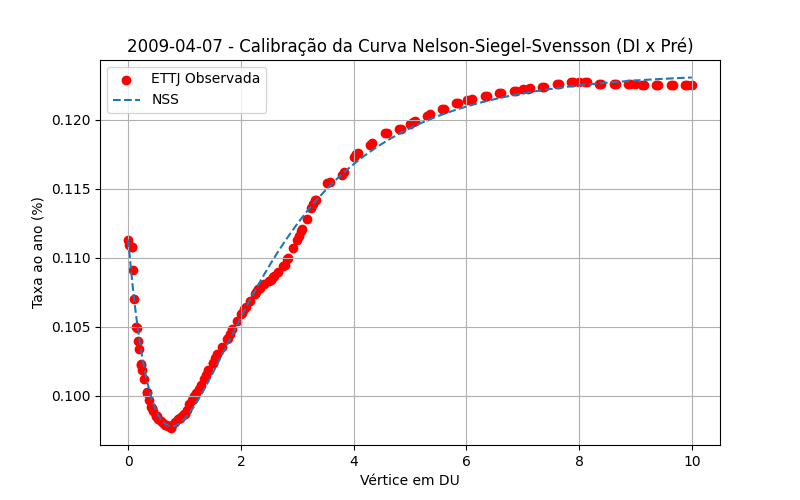 2009-04-07 - Calibração da Curva Nelson-Siegel-Svensson (DI x Pré)
ETTJ Observada
NSS
Taxa ao ano (%)
0.120
0.115
0.110
0.105
0.100
0
2
4
6
8
10
Vértice em DU